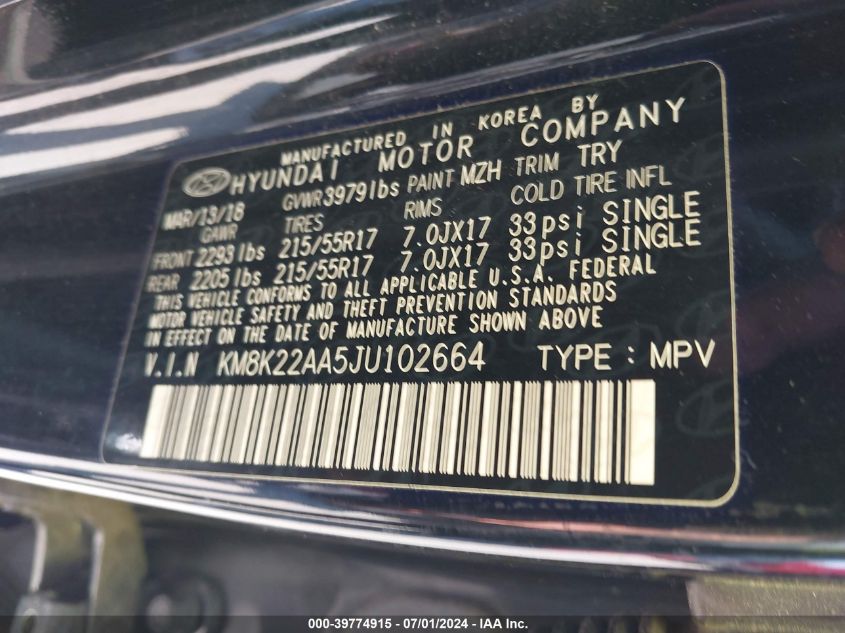 MANUFACTURED IN KOREA BY
HYUNDAI MOTOR COMPANY
MAR/13/18 GVWR 3979lbs PAINT MZH TRIM TRY
GAWR TIRES RIMS COLD TIRE INFL
FRONT 2293 lbs 215/55R17 7.0JX17 33psi SINGLE
REAR 2205 lbs 215/55R17 7.0JX17 33psi SINGLE
THIS VEHICLE CONFORMS TO ALL APPLICABLE U.S.A. FEDERAL
MOTOR VEHICLE SAFETY AND THEFT PREVENTION STANDARDS
IN EFFECT ON THE DATE OF MANUFACTURE SHOWN ABOVE
V.I.N KM8K22AA5JU102664 TYPE : MPV
000-39774915 - 07/01/2024 - IAA Inc.